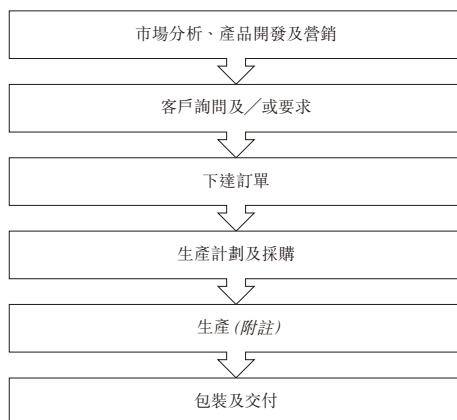 市場分析、產品開發及營銷
客戶詢問及╱或要求
下達訂單
生產計劃及採購
生產(附註)
包裝及交付